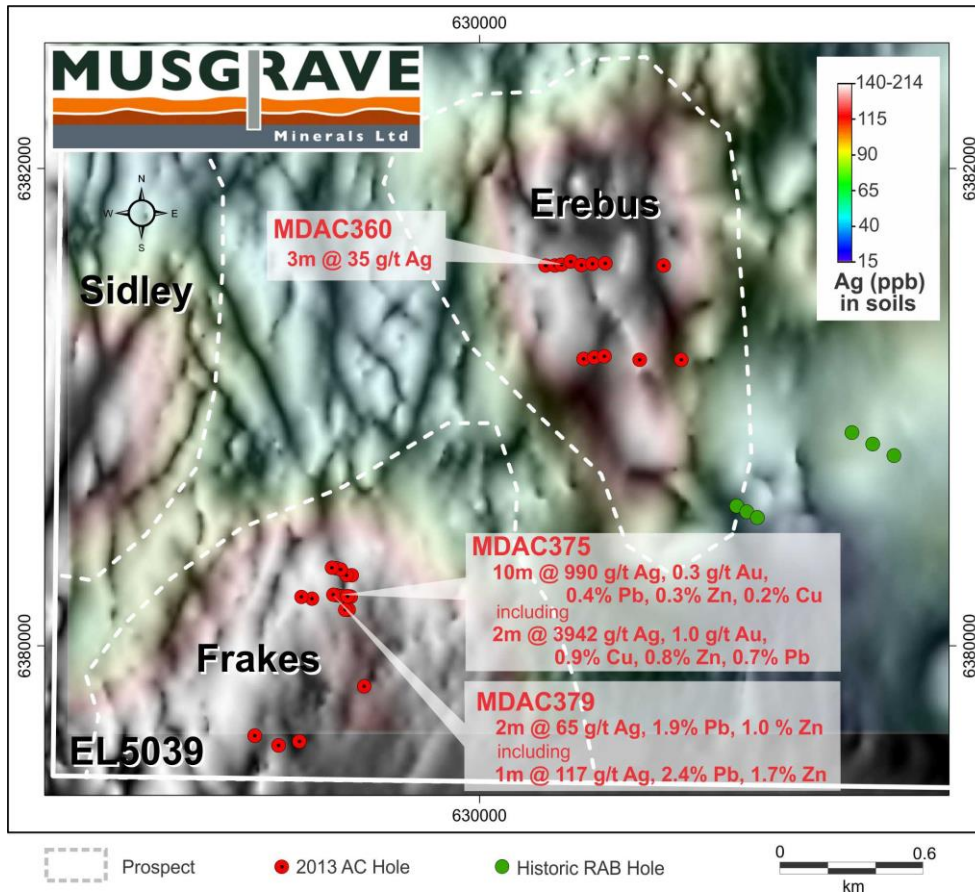 630000
MUSGRAVE
Minerals Ltd
140-214
115
90
65
40
15
Ag (ppb)
in soils
6382000
6382000
N
W
E
S
Erebus
MDAC360
3m @ 35 g/t Ag
Sidley
MDAC375
10m @ 990 g/t Ag, 0.3 g/t Au,
0.4% Pb, 0.3% Zn, 0.2% Cu
including
2m @ 3942 g/t Ag, 1.0 g/t Au,
0.9% Cu, 0.8% Zn, 0.7% Pb
6380000
6380000
Frakes
MDAC379
2m @ 65 g/t Ag, 1.9% Pb, 1.0 % Zn
including
1m @ 117 g/t Ag, 2.4% Pb, 1.7% Zn
EL5039
630000
Prospect
2013 AC Hole
Historic RAB Hole
0
0.6
km